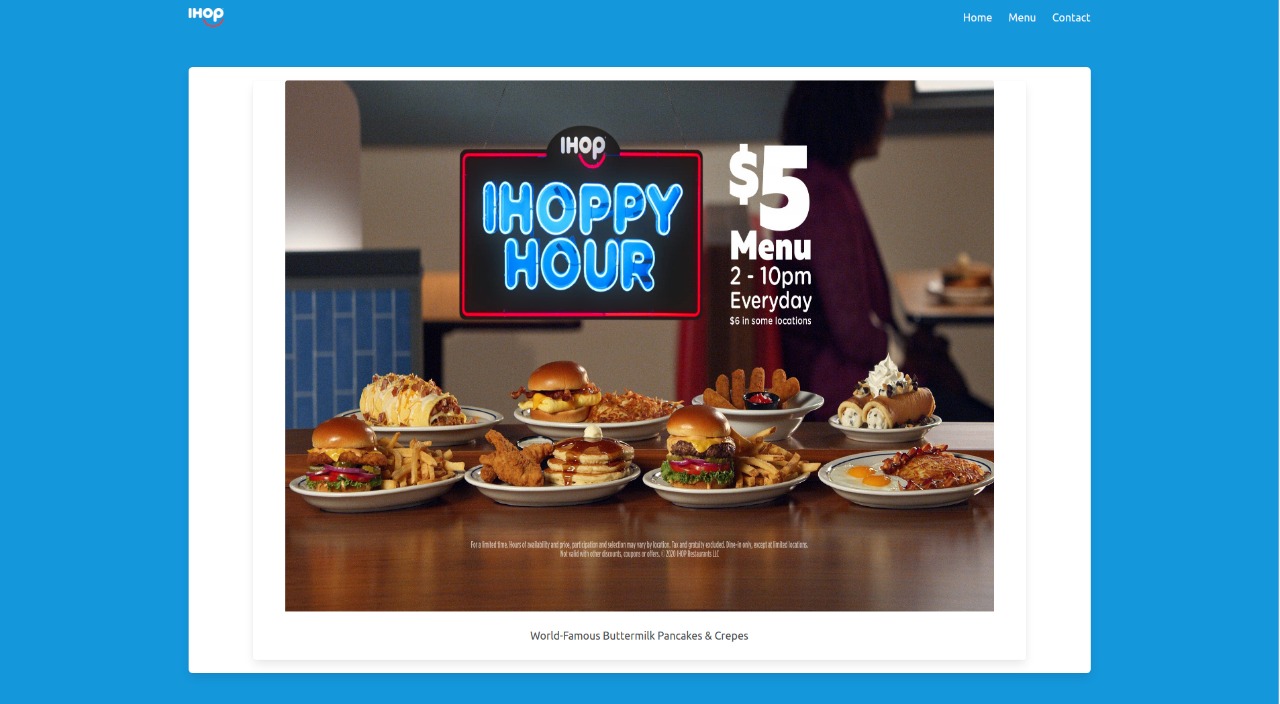 IHOP
Home Menu Contact
IHOP
IHOPPY
HOUR
$5
Menu
2 - 10pm
Everyday
$6 in some locations
For a limited time. Hours of availability and price, participation and selection may vary by location. Tax and gratuity excluded. Dine-in only, except at limited locations.
Not valid with other discounts, coupons or offers. © 2020 IHOP Restaurants LLC
World-Famous Buttermilk Pancakes & Crepes